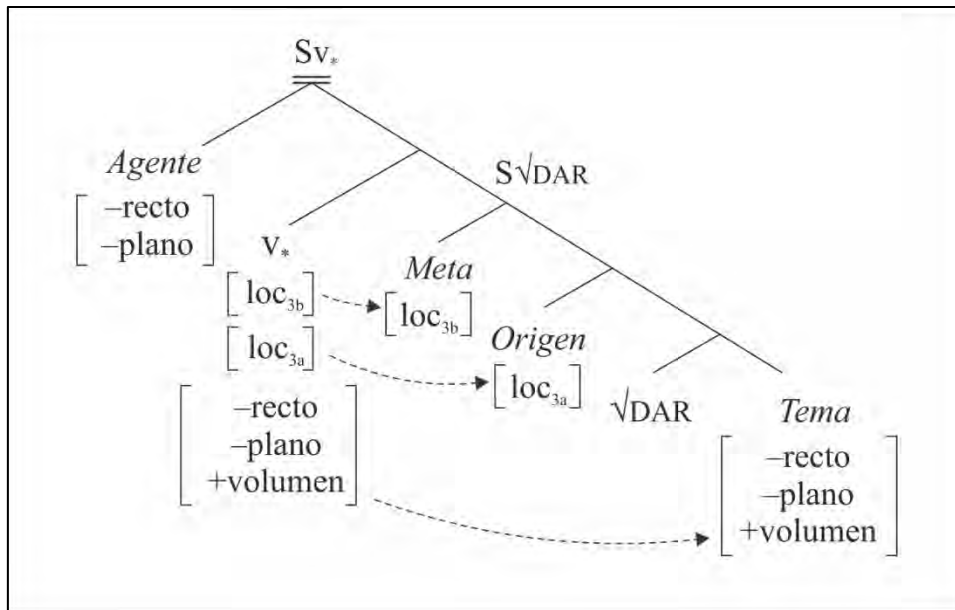 Sv*
Agente
–recto
–plano
v*
[loc3b]
[loc3a]
–recto
–plano
+volumen
S√DAR
Meta
[loc3b]
Origen
[loc3a]
√DAR
Tema
–recto
–plano
+volumen